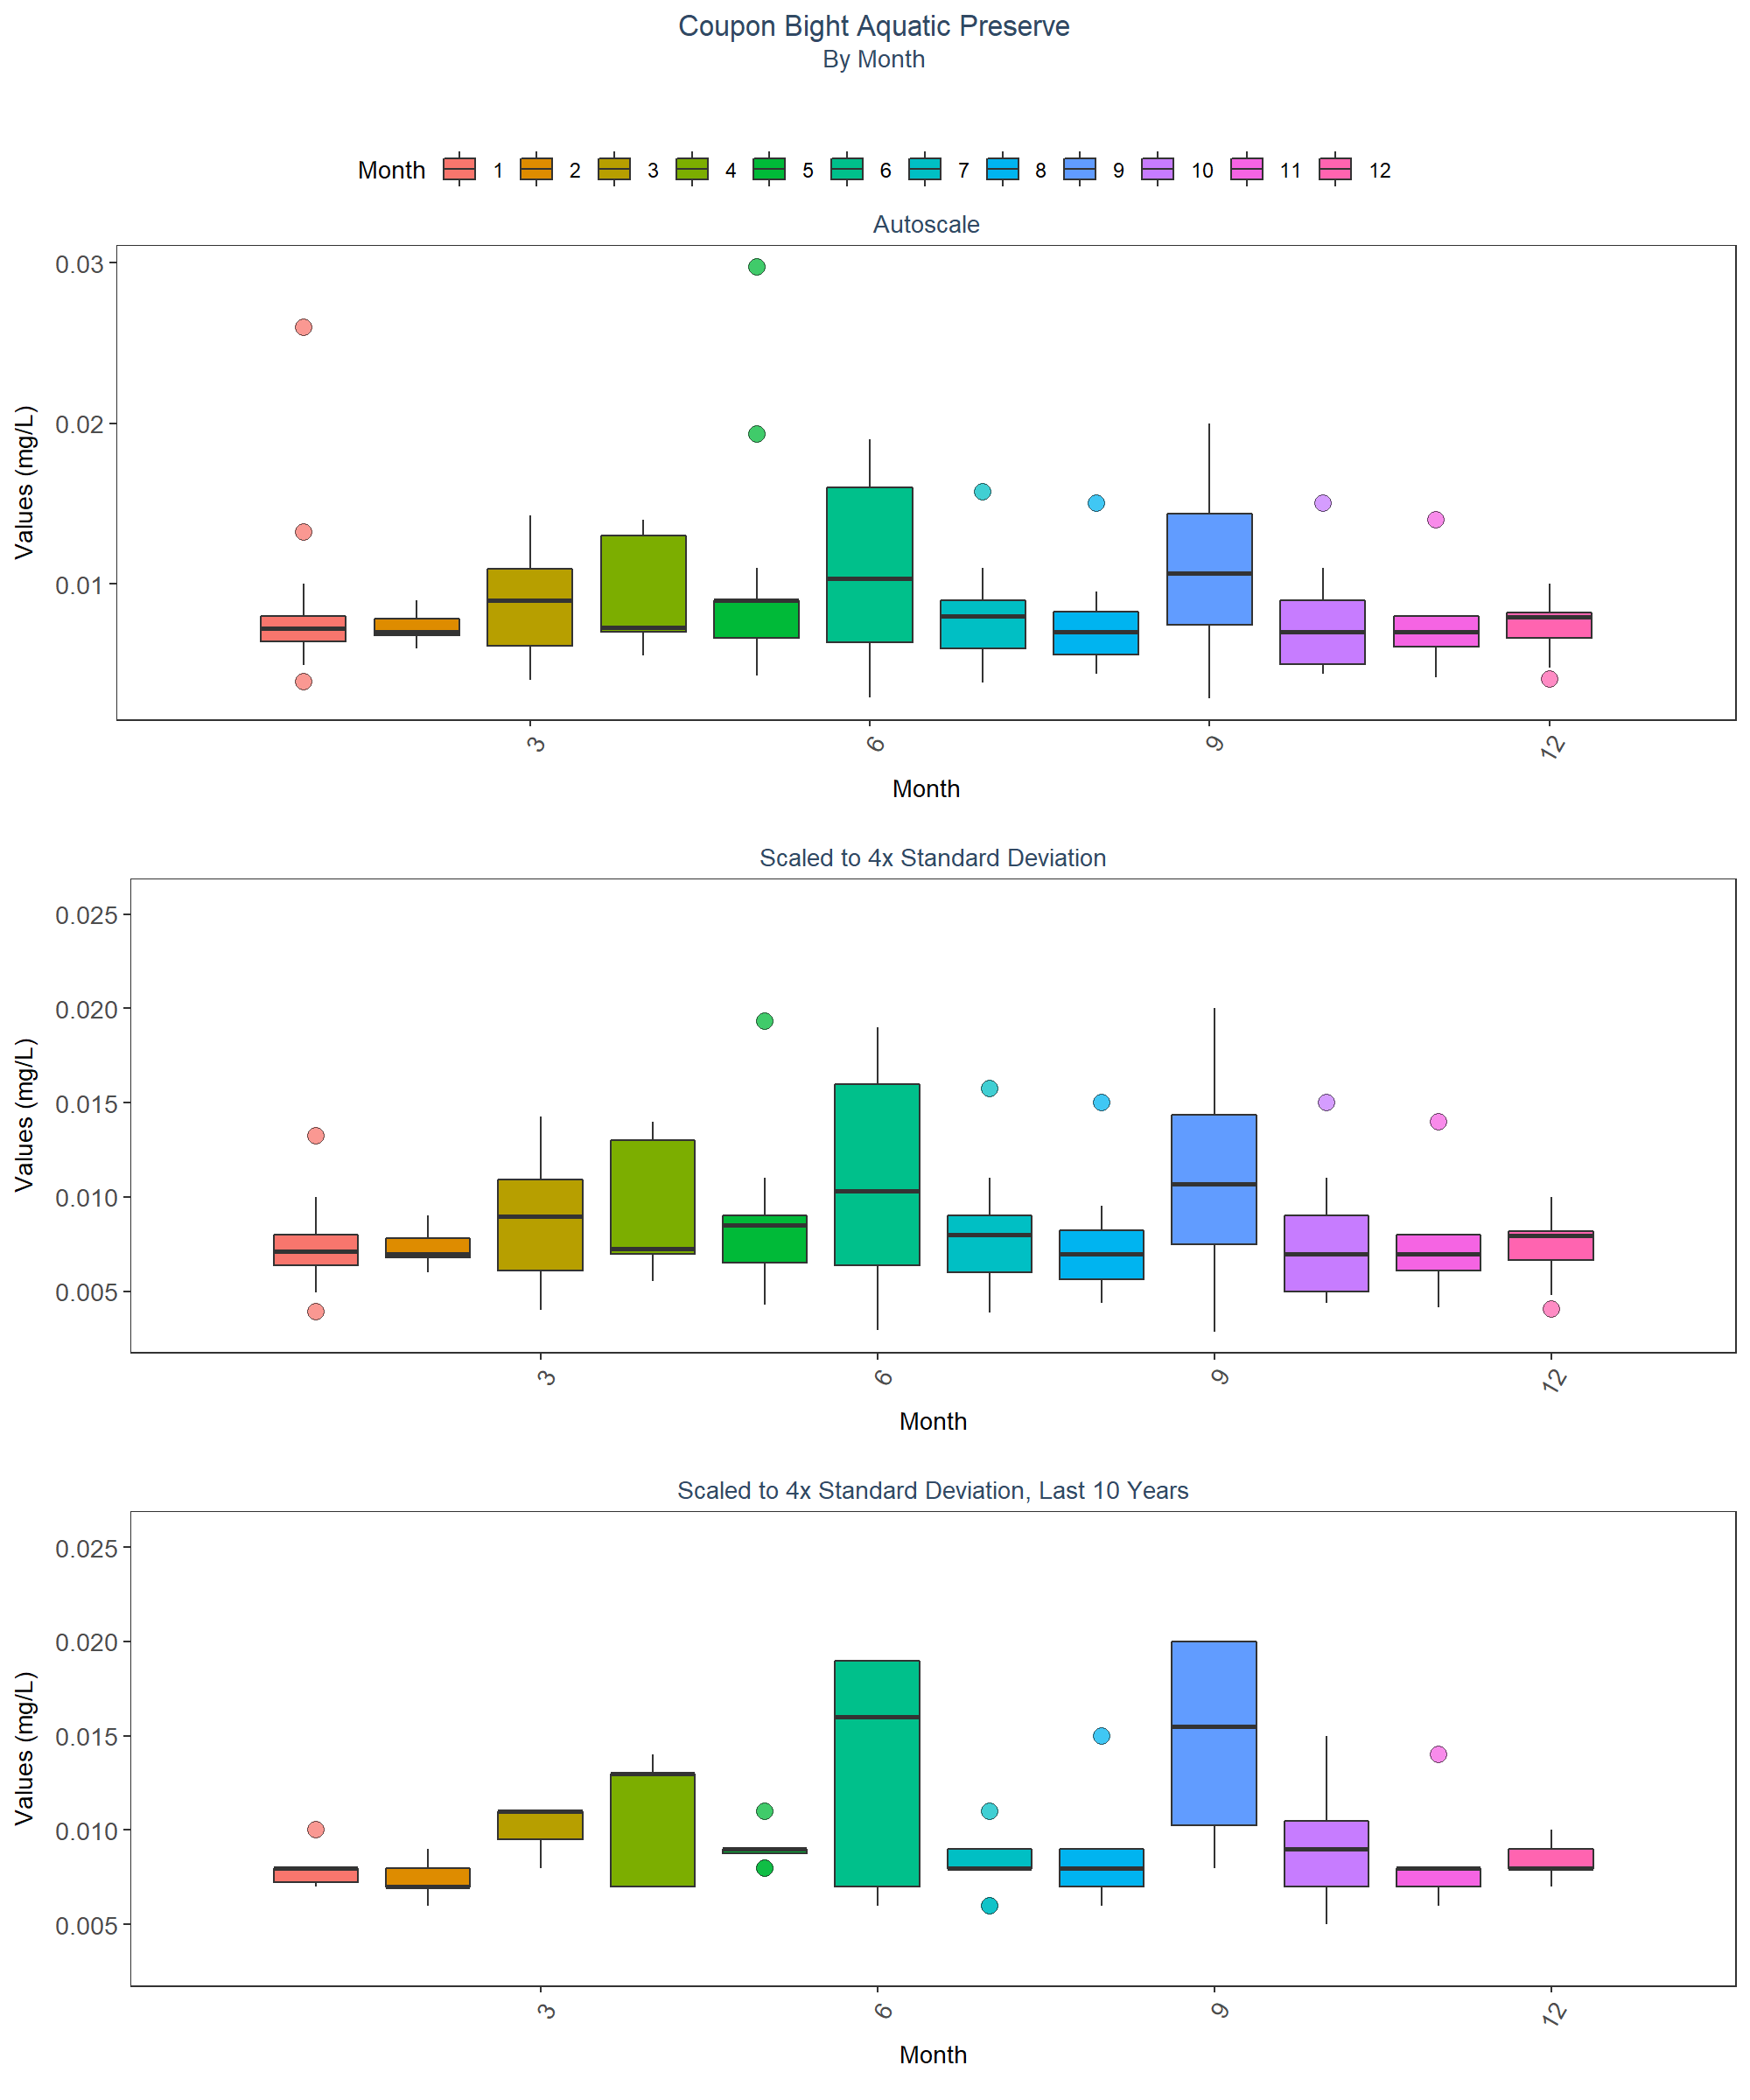 Coupon Bight Aquatic Preserve
By Month
Month 1 2 3 4 5 6 7 8 9 10 11 12
Autoscale
0.03
0.02
0.01
Values (mg/L)
3 6 9 12
Month
Scaled to 4x Standard Deviation
0.025
0.020
0.015
0.010
0.005
Values (mg/L)
3 6 9 12
Month
Scaled to 4x Standard Deviation, Last 10 Years
0.025
0.020
0.015
0.010
0.005
Values (mg/L)
3 6 9 12
Month